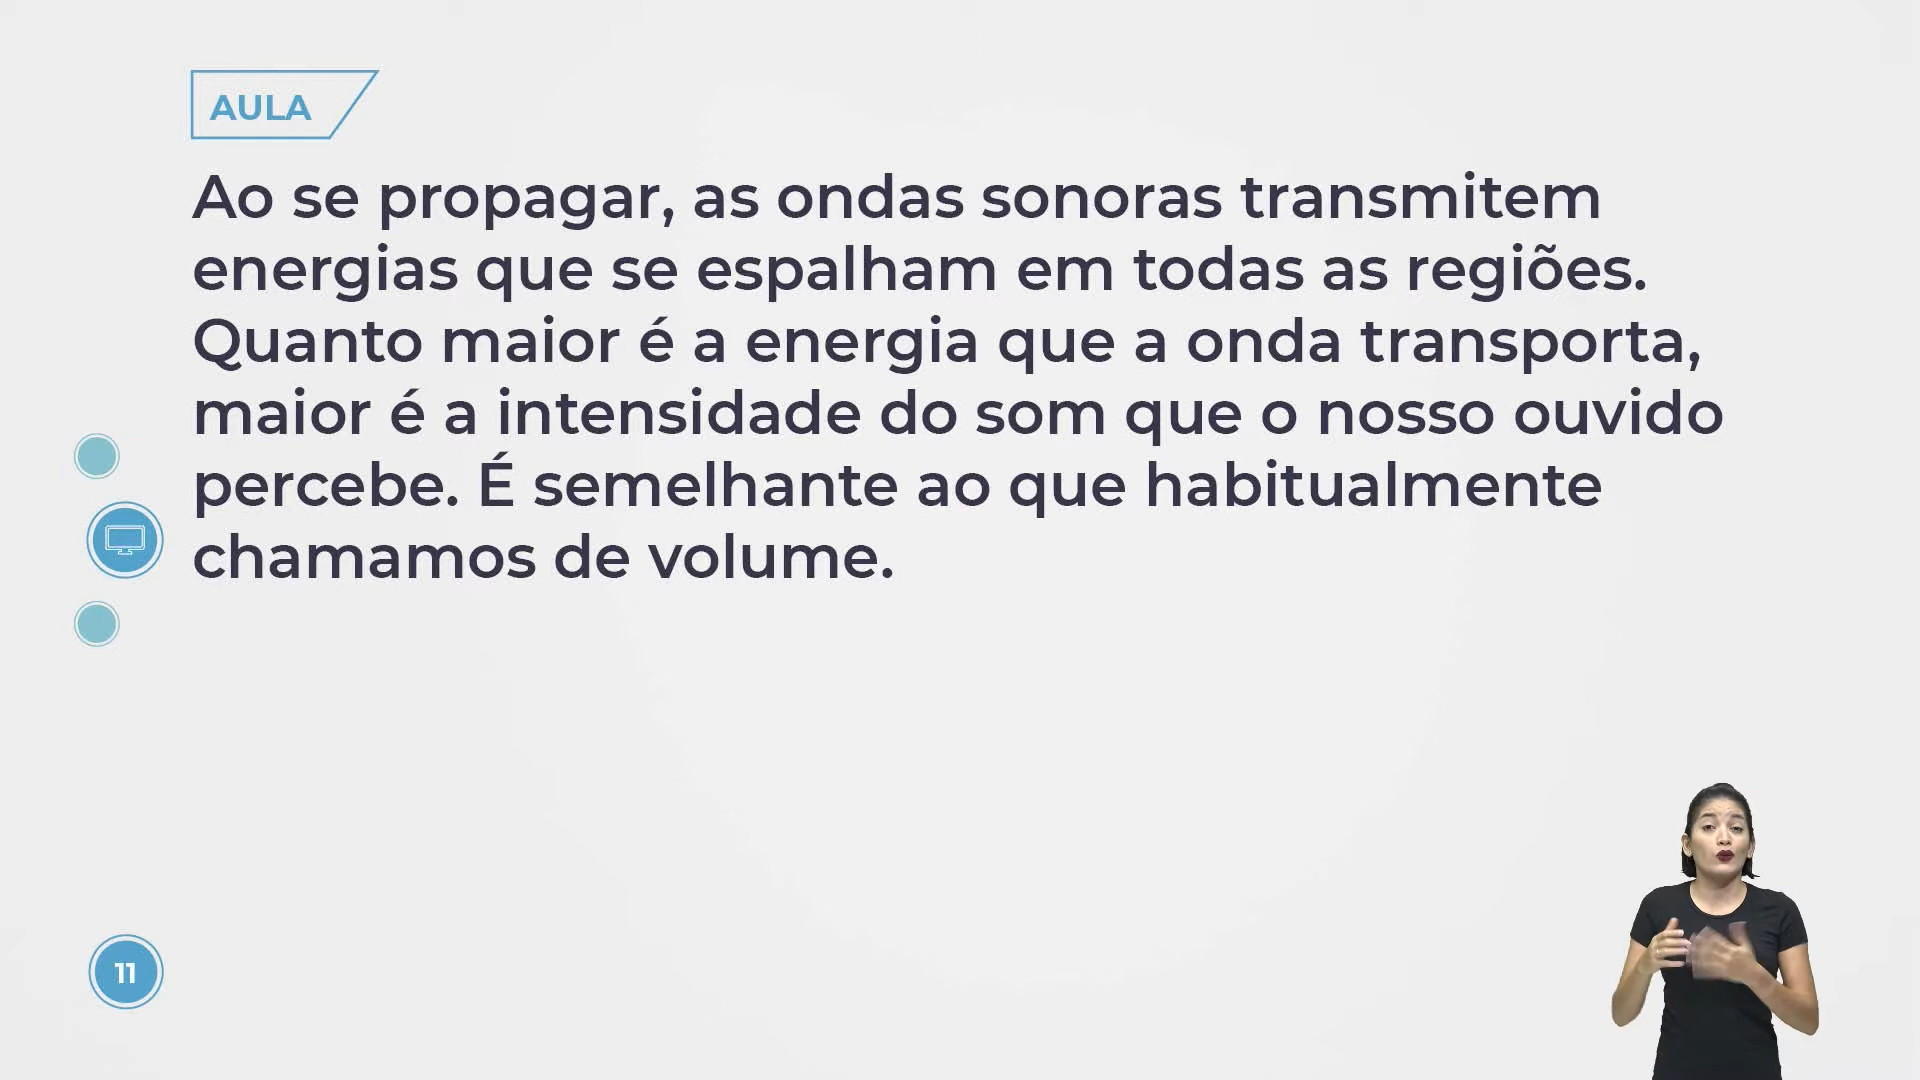 AULA
Ao se propagar, as ondas sonoras transmitem
energias que se espalham em todas as regiões.
Quanto maior é a energia que a onda transporta,
maior é a intensidade do som que o nosso ouvido
percebe. É semelhante ao que habitualmente
chamamos de volume.
11